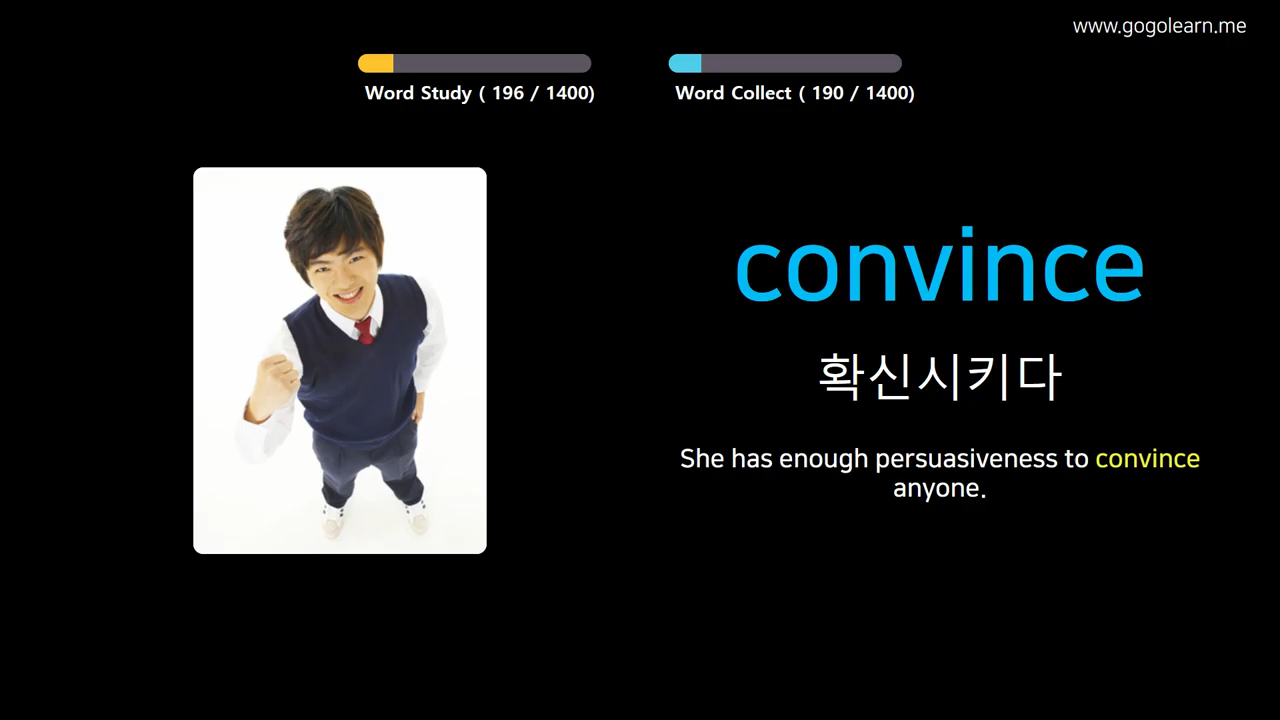 www.gogolearn.me
Word Study ( 196 / 1400)
Word Collect ( 190 / 1400)
convince
확신시키다
She has enough persuasiveness to convince
anyone.